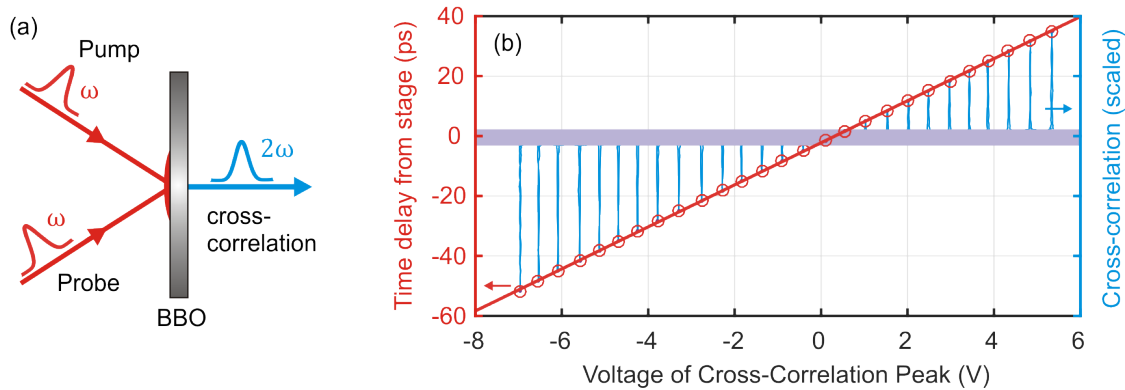 (a)
Pump
ω
2ω
cross-
correlation
ω
Probe
BBO
(b)
Time delay from stage (ps)
40
20
0
-20
-40
-60
-8
-6
-4
-2
0
2
4
6
Voltage of Cross-Correlation Peak (V)
Cross-correlation (scaled)